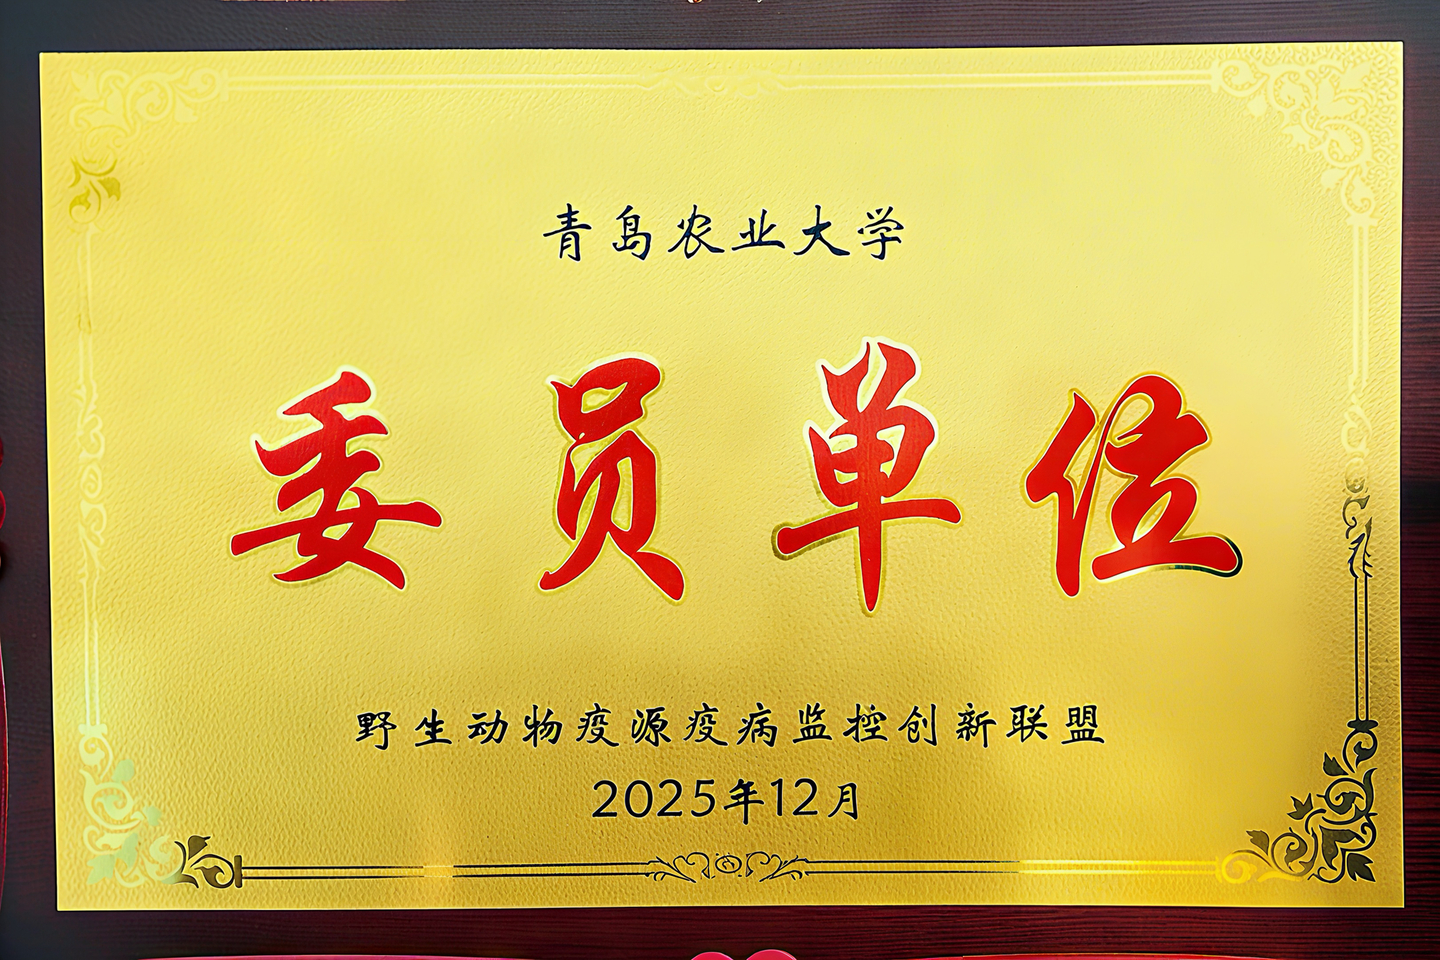 青岛农业大学
委员单位
野生动物疫源疫病监控创新联盟
2025年12月